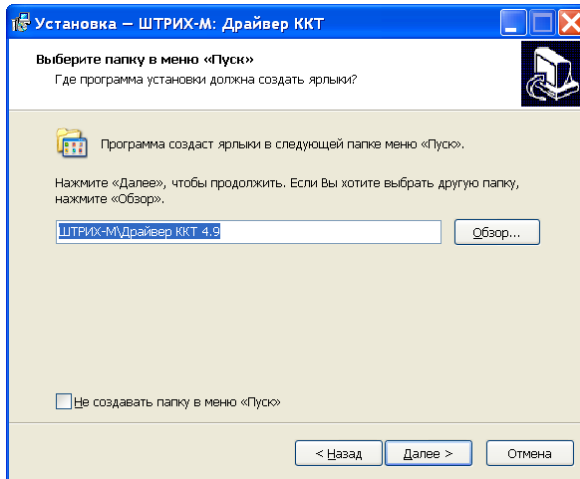 Установка — ШТРИХ-М: Драйвер ККТ
Выберите папку в меню «Пуск»
Где программа установки должна создать ярлыки?
Программа создаст ярлыки в следующей папке меню «Пуск».
Нажмите «Далее», чтобы продолжить. Если Вы хотите выбрать другую папку,
нажмите «Обзор».
ШТРИХ-М\Драйвер ККТ 4.9
Обзор...
Не создавать папку в меню «Пуск»
< Назад
Далее >
Отмена